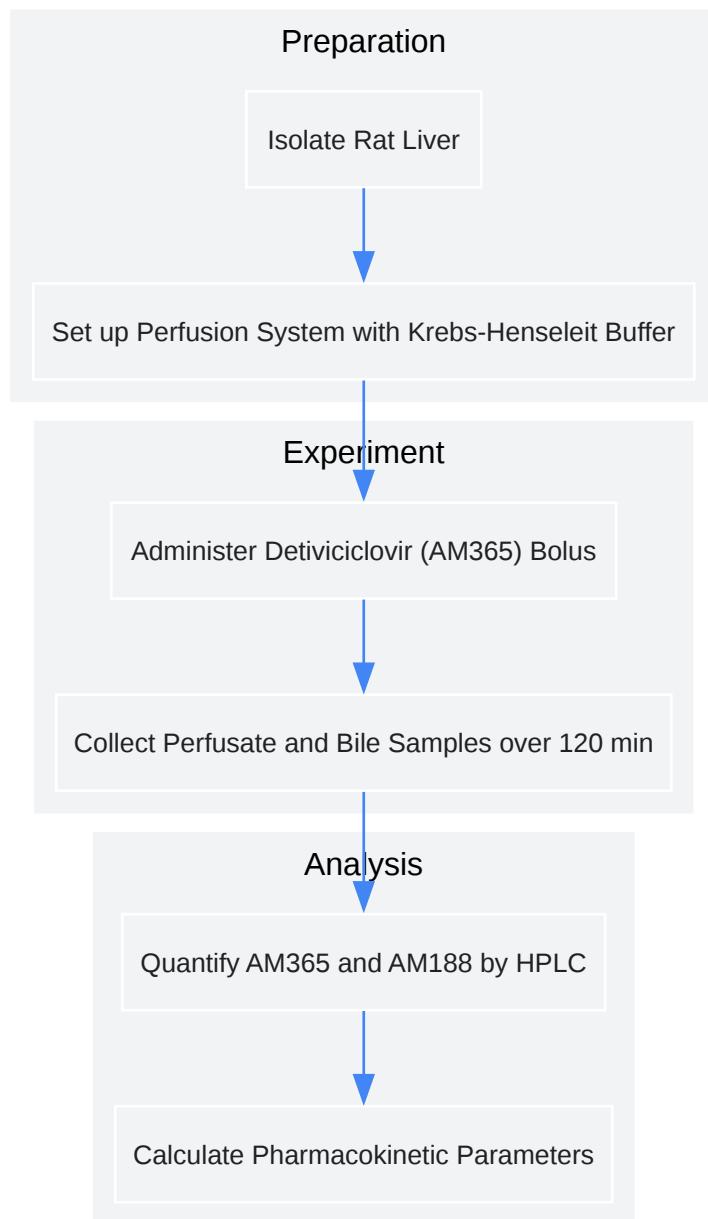 Preparation
Isolate Rat Liver
Set up Perfusion System with Krebs-Henseleit Buffer
Experiment
Administer Detiviciclovir (AM365) Bolus
Collect Perfusate and Bile Samples over 120 min
Analysis
Quantify AM365 and AM188 by HPLC
Calculate Pharmacokinetic Parameters